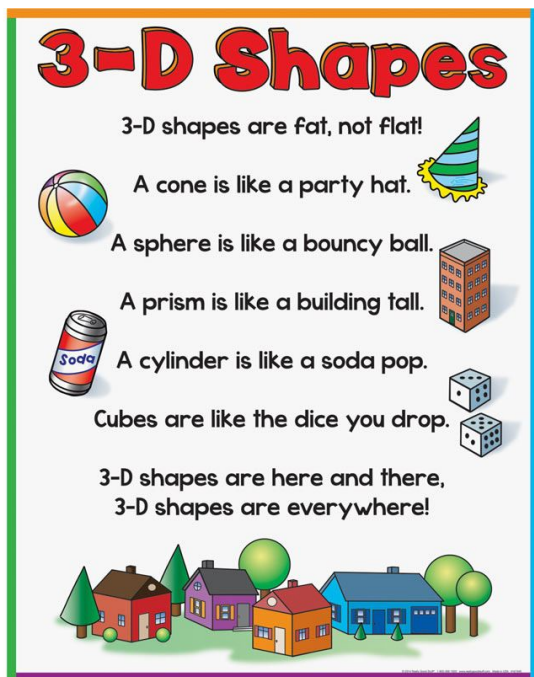 3-D Shapes
3-D shapes are fat, not flat!
A cone is like a party hat.
A sphere is like a bouncy ball.
A prism is like a building tall.
Soda
A cylinder is like a soda pop.
Cubes are like the dice you drop.
3-D shapes are here and there,
3-D shapes are everywhere!